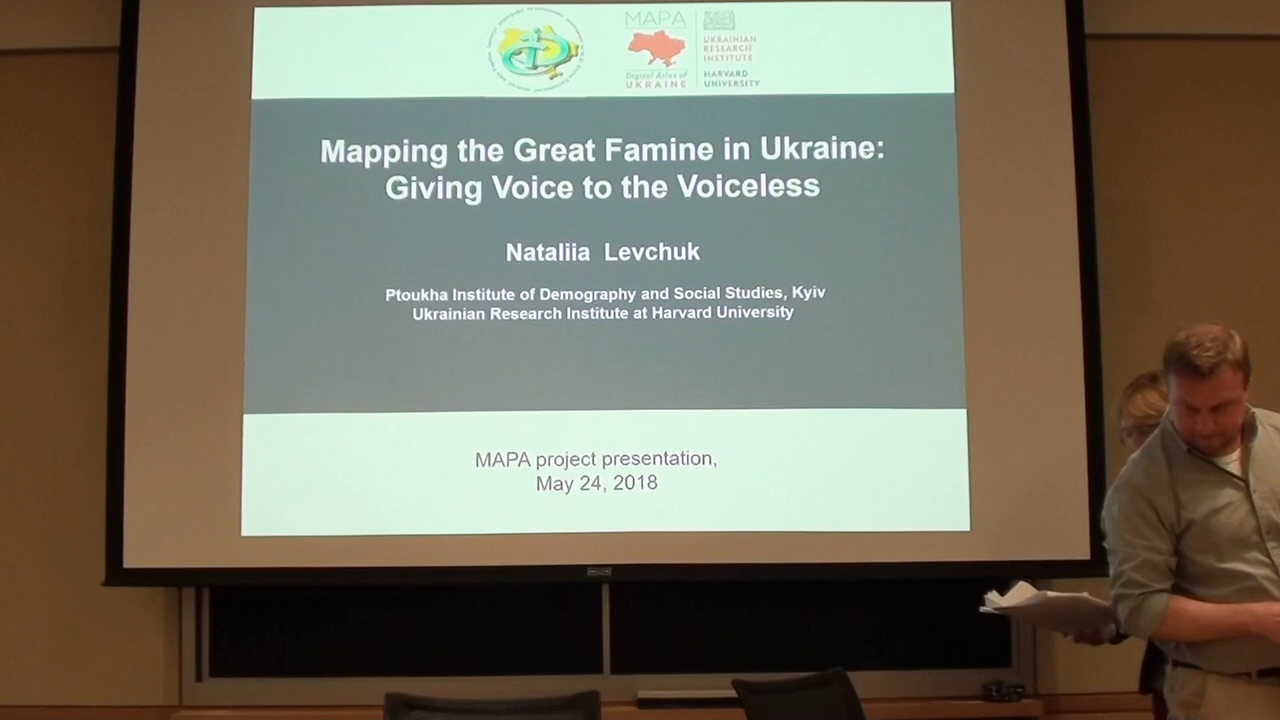 MAPA
Digital Atlas of
UKRAINE
UKRAINIAN
RESEARCH
INSTITUTE
HARVARD
UNIVERSITY
Mapping the Great Famine in Ukraine:
Giving Voice to the Voiceless
Nataliia Levchuk
Ptoukha Institute of Demography and Social Studies, Kyiv
Ukrainian Research Institute at Harvard University
MAPA project presentation,
May 24, 2018